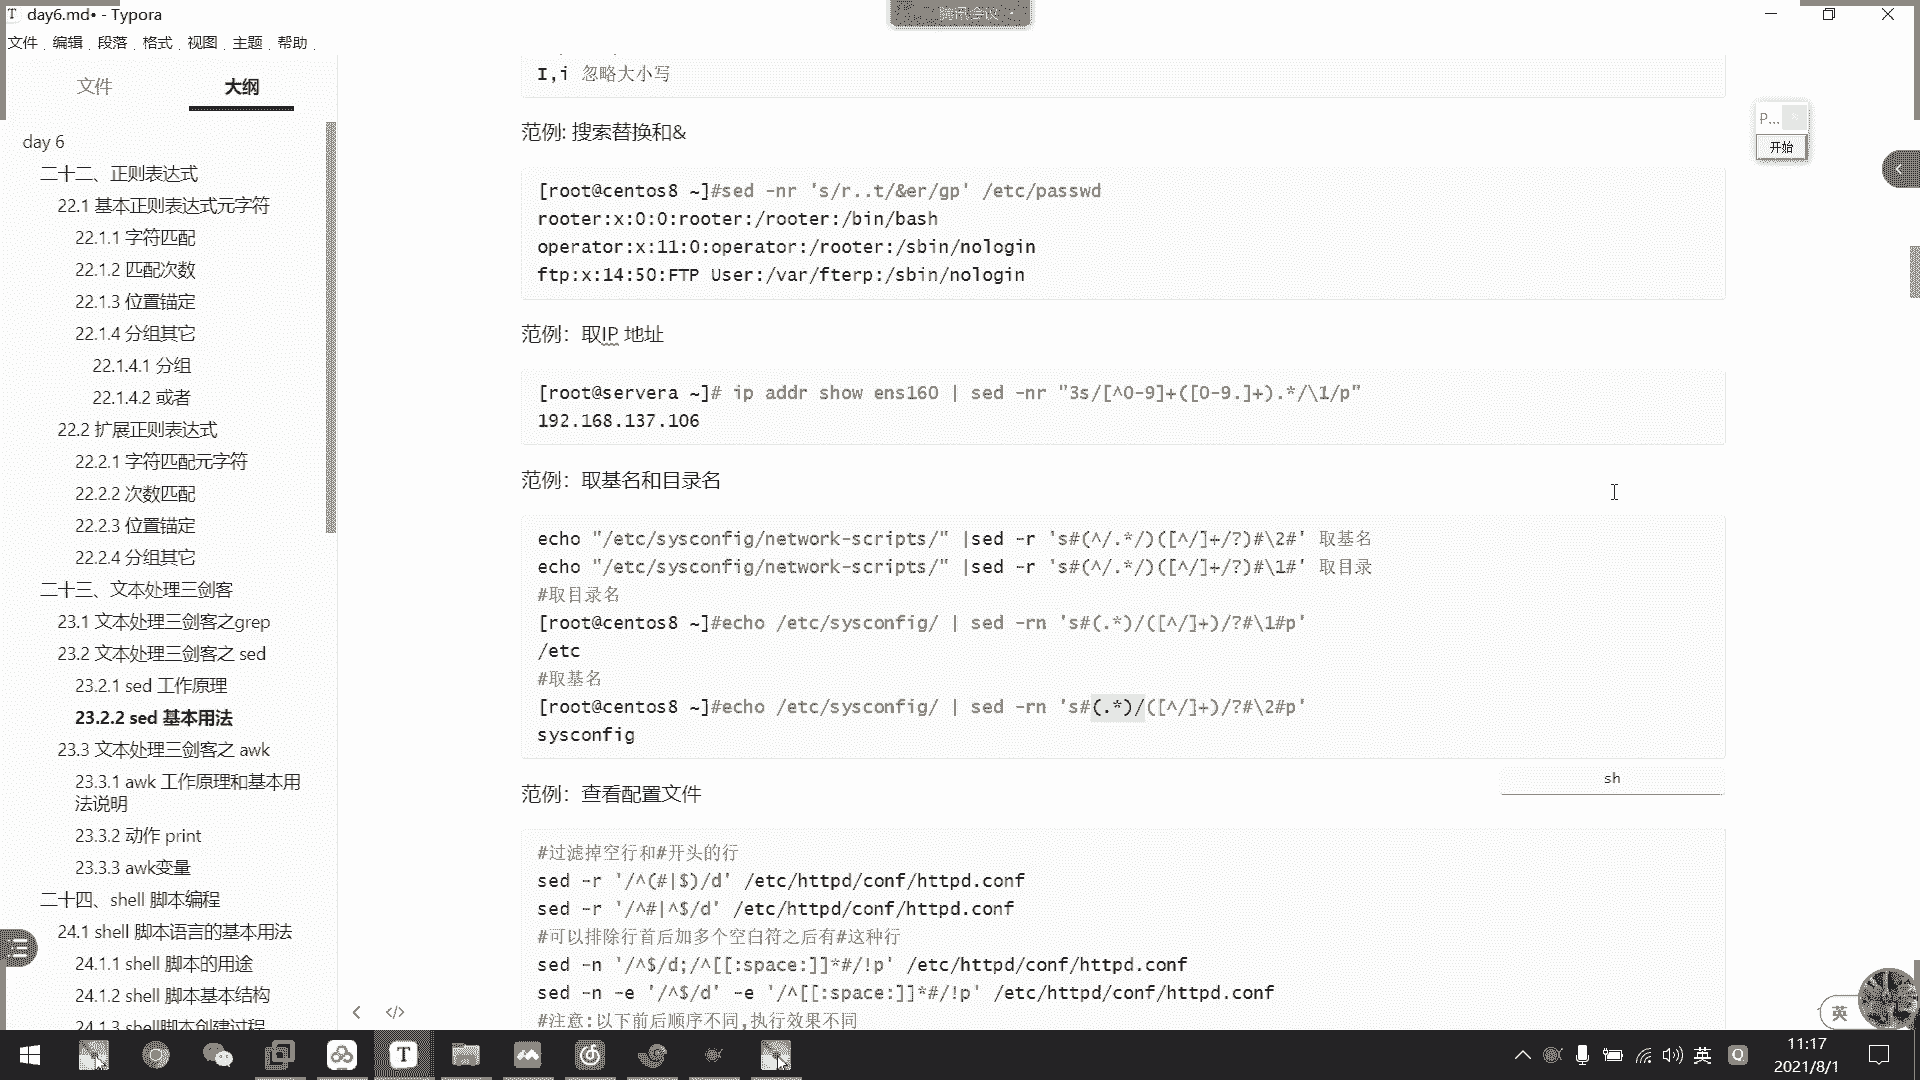 day6.md• - Typora
腾讯会议
文件 编辑 段落 格式 视图 主题 帮助
文件 大纲
day 6
二十二、正则表达式
22.1 基本正则表达式元字符
22.1.1 字符匹配
22.1.2 匹配次数
22.1.3 位置锚定
22.1.4 分组其它
22.1.4.1 分组
22.1.4.2 或者
22.2 扩展正则表达式
22.2.1 字符匹配元字符
22.2.2 次数匹配
22.2.3 位置锚定
22.2.4 分组其它
二十三、文本处理三剑客
23.1 文本处理三剑客之grep
23.2 文本处理三剑客之 sed
23.2.1 sed 工作原理
23.2.2 sed 基本用法
23.3 文本处理三剑客之 awk
23.3.1 awk 工作原理和基本用
法说明
23.3.2 动作 print
23.3.3 awk变量
二十四、shell 脚本编程
24.1 shell 脚本语言的基本用法
24.1.1 shell 脚本的用途
24.1.2 shell 脚本基本结构
24.1.3 shell脚本创建过程
I,i 忽略大小写
范例: 搜索替换和&
[root@centos8 ~]#sed -nr 's/r..t/&er/gp' /etc/passwd
rooter:x:0:0:rooter:/rooter:/bin/bash
operator:x:11:0:operator:/rooter:/sbin/nologin
ftp:x:14:50:FTP User:/var/fterp:/sbin/nologin
范例：取IP 地址
[root@servera ~]# ip addr show ens160 | sed -nr "3s/[^0-9]+([0-9.]+).*/\1/p"
192.168.137.106
范例：取基名和目录名
echo "/etc/sysconfig/network-scripts/" |sed -r 's#(^/.*/)([^/]+/?)#\2#' 取基名
echo "/etc/sysconfig/network-scripts/" |sed -r 's#(^/.*/)([^/]+/?)#\1#' 取目录
#取目录名
[root@centos8 ~]#echo /etc/sysconfig/ | sed -rn 's#(.*)/([^/]+)/?#\1#p'
/etc
#取基名
[root@centos8 ~]#echo /etc/sysconfig/ | sed -rn 's#(.*)/([^/]+)/?#\2#p'
sysconfig
sh
范例：查看配置文件
#过滤掉空行和#开头的行
sed -r '/^(#|$)/d' /etc/httpd/conf/httpd.conf
sed -r '/^#|^$/d' /etc/httpd/conf/httpd.conf
#可以排除行首后加多个空白符之后有#这种行
sed -n '/^$/d;/^[[:space:]]*#/!p' /etc/httpd/conf/httpd.conf
sed -n -e '/^$/d' -e '/^[[:space:]]*#/!p' /etc/httpd/conf/httpd.conf
#注意:以下前后顺序不同,执行效果不同
P...
开始
英
英
11:17
2021/8/1